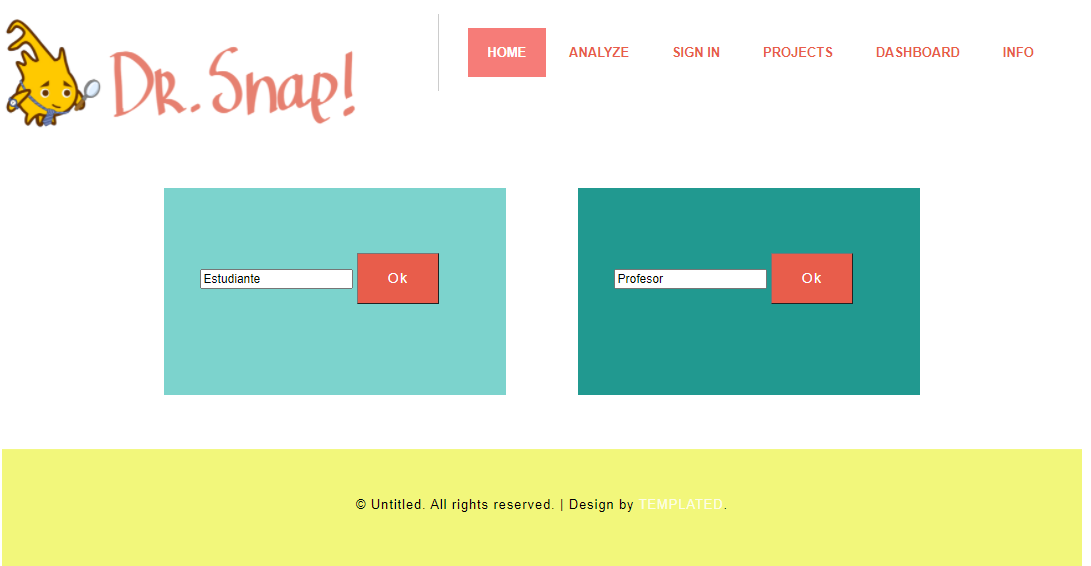 Dr. Snap!
HOME ANALYZE SIGN IN PROJECTS DASHBOARD INFO
Estudiante Ok
Profesor Ok
© Untitled. All rights reserved. | Design by TEMPLATED.